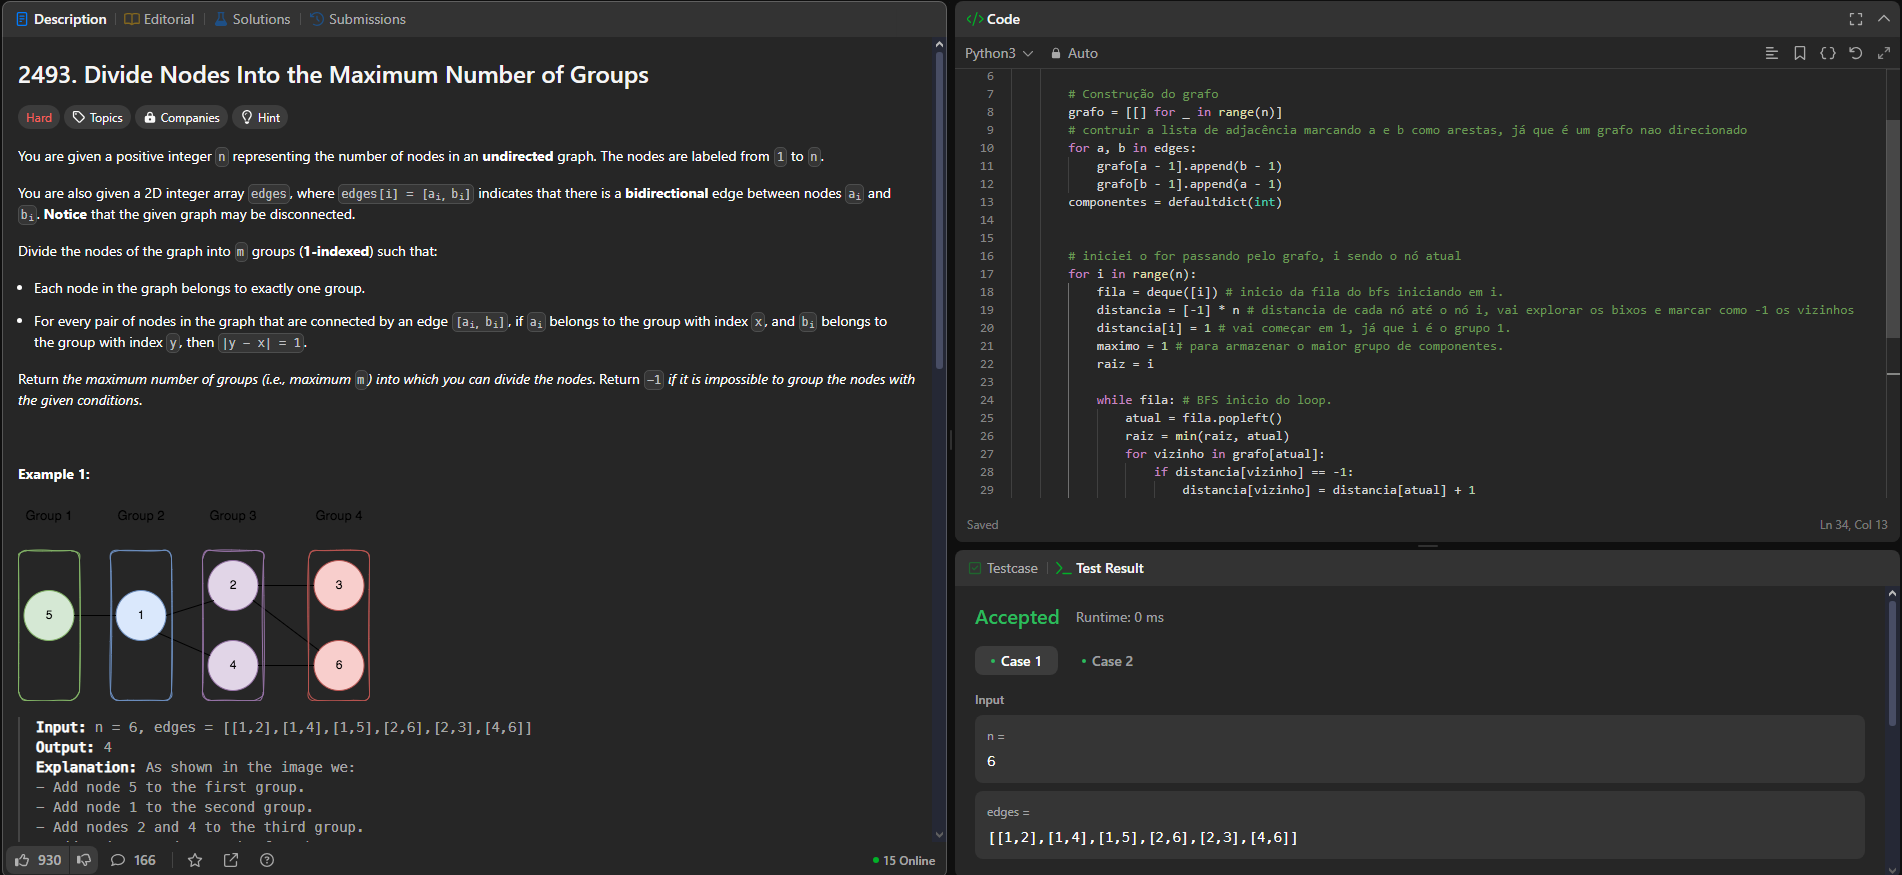 Description
Editorial
Solutions
Submissions
2493. Divide Nodes Into the Maximum Number of Groups
Hard
Topics
Companies
Hint
You are given a positive integer n representing the number of nodes in an undirected graph. The nodes are labeled from 1 to n.
You are also given a 2D integer array edges, where edges[i] = [ai, bi] indicates that there is a bidirectional edge between nodes ai and
bi. Notice that the given graph may be disconnected.
Divide the nodes of the graph into m groups (1-indexed) such that:
• Each node in the graph belongs to exactly one group.
• For every pair of nodes in the graph that are connected by an edge [ai, bi], if ai belongs to the group with index x, and bi belongs to
the group with index y, then |y - x| = 1.
Return the maximum number of groups (i.e., maximum m) into which you can divide the nodes. Return -1 if it is impossible to group the nodes with
the given conditions.
Example 1:
Group 1
Group 2
Group 3
Group 4
5
1
2
3
4
6
Input: n = 6, edges = [[1,2],[1,4],[1,5],[2,6],[2,3],[4,6]]
Output: 4
Explanation: As shown in the image we:
- Add node 5 to the first group.
- Add node 1 to the second group.
- Add nodes 2 and 4 to the third group.
930
166
15 Online
</> Code
Python3
Auto
6
7 # Construção do grafo
8 grafo = [[] for _ in range(n)]
9 # contruir a lista de adjacência marcando a e b como arestas, já que é um grafo nao direcionado
10 for a, b in edges:
11 grafo[a - 1].append(b - 1)
12 grafo[b - 1].append(a - 1)
13 componentes = defaultdict(int)
14
15
16 # iniciei o for passando pelo grafo, i sendo o nó atual
17 for i in range(n):
18 fila = deque([i]) # inicio da fila do bfs iniciando em i.
19 distancia = [-1] * n # distancia de cada nó até o nó i, vai explorar os bixos e marcar como -1 os vizinhos
20 distancia[i] = 1 # vai começar em 1, já que i é o grupo 1.
21 maximo = 1 # para armazenar o maior grupo de componentes.
22 raiz = i
23
24 while fila: # BFS inicio do loop.
25 atual = fila.popleft()
26 raiz = min(raiz, atual)
27 for vizinho in grafo[atual]:
28 if distancia[vizinho] == -1:
29 distancia[vizinho] = distancia[atual] + 1
Saved
Ln 34, Col 13
Testcase
>_ Test Result
Accepted
Runtime: 0 ms
• Case 1
• Case 2
Input
n =
6
edges =
[[1,2],[1,4],[1,5],[2,6],[2,3],[4,6]]